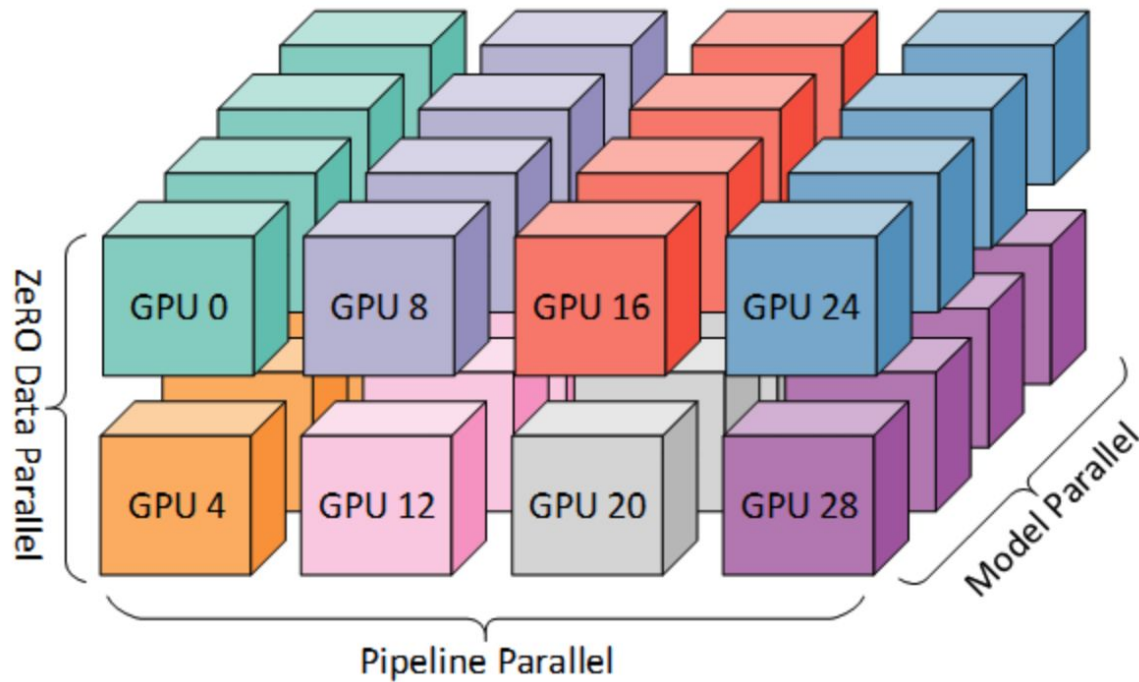 GPU 0
GPU 8
GPU 16
GPU 24
GPU 4
GPU 12
GPU 20
GPU 28
ZeRO Data Parallel
Pipeline Parallel
Model Parallel